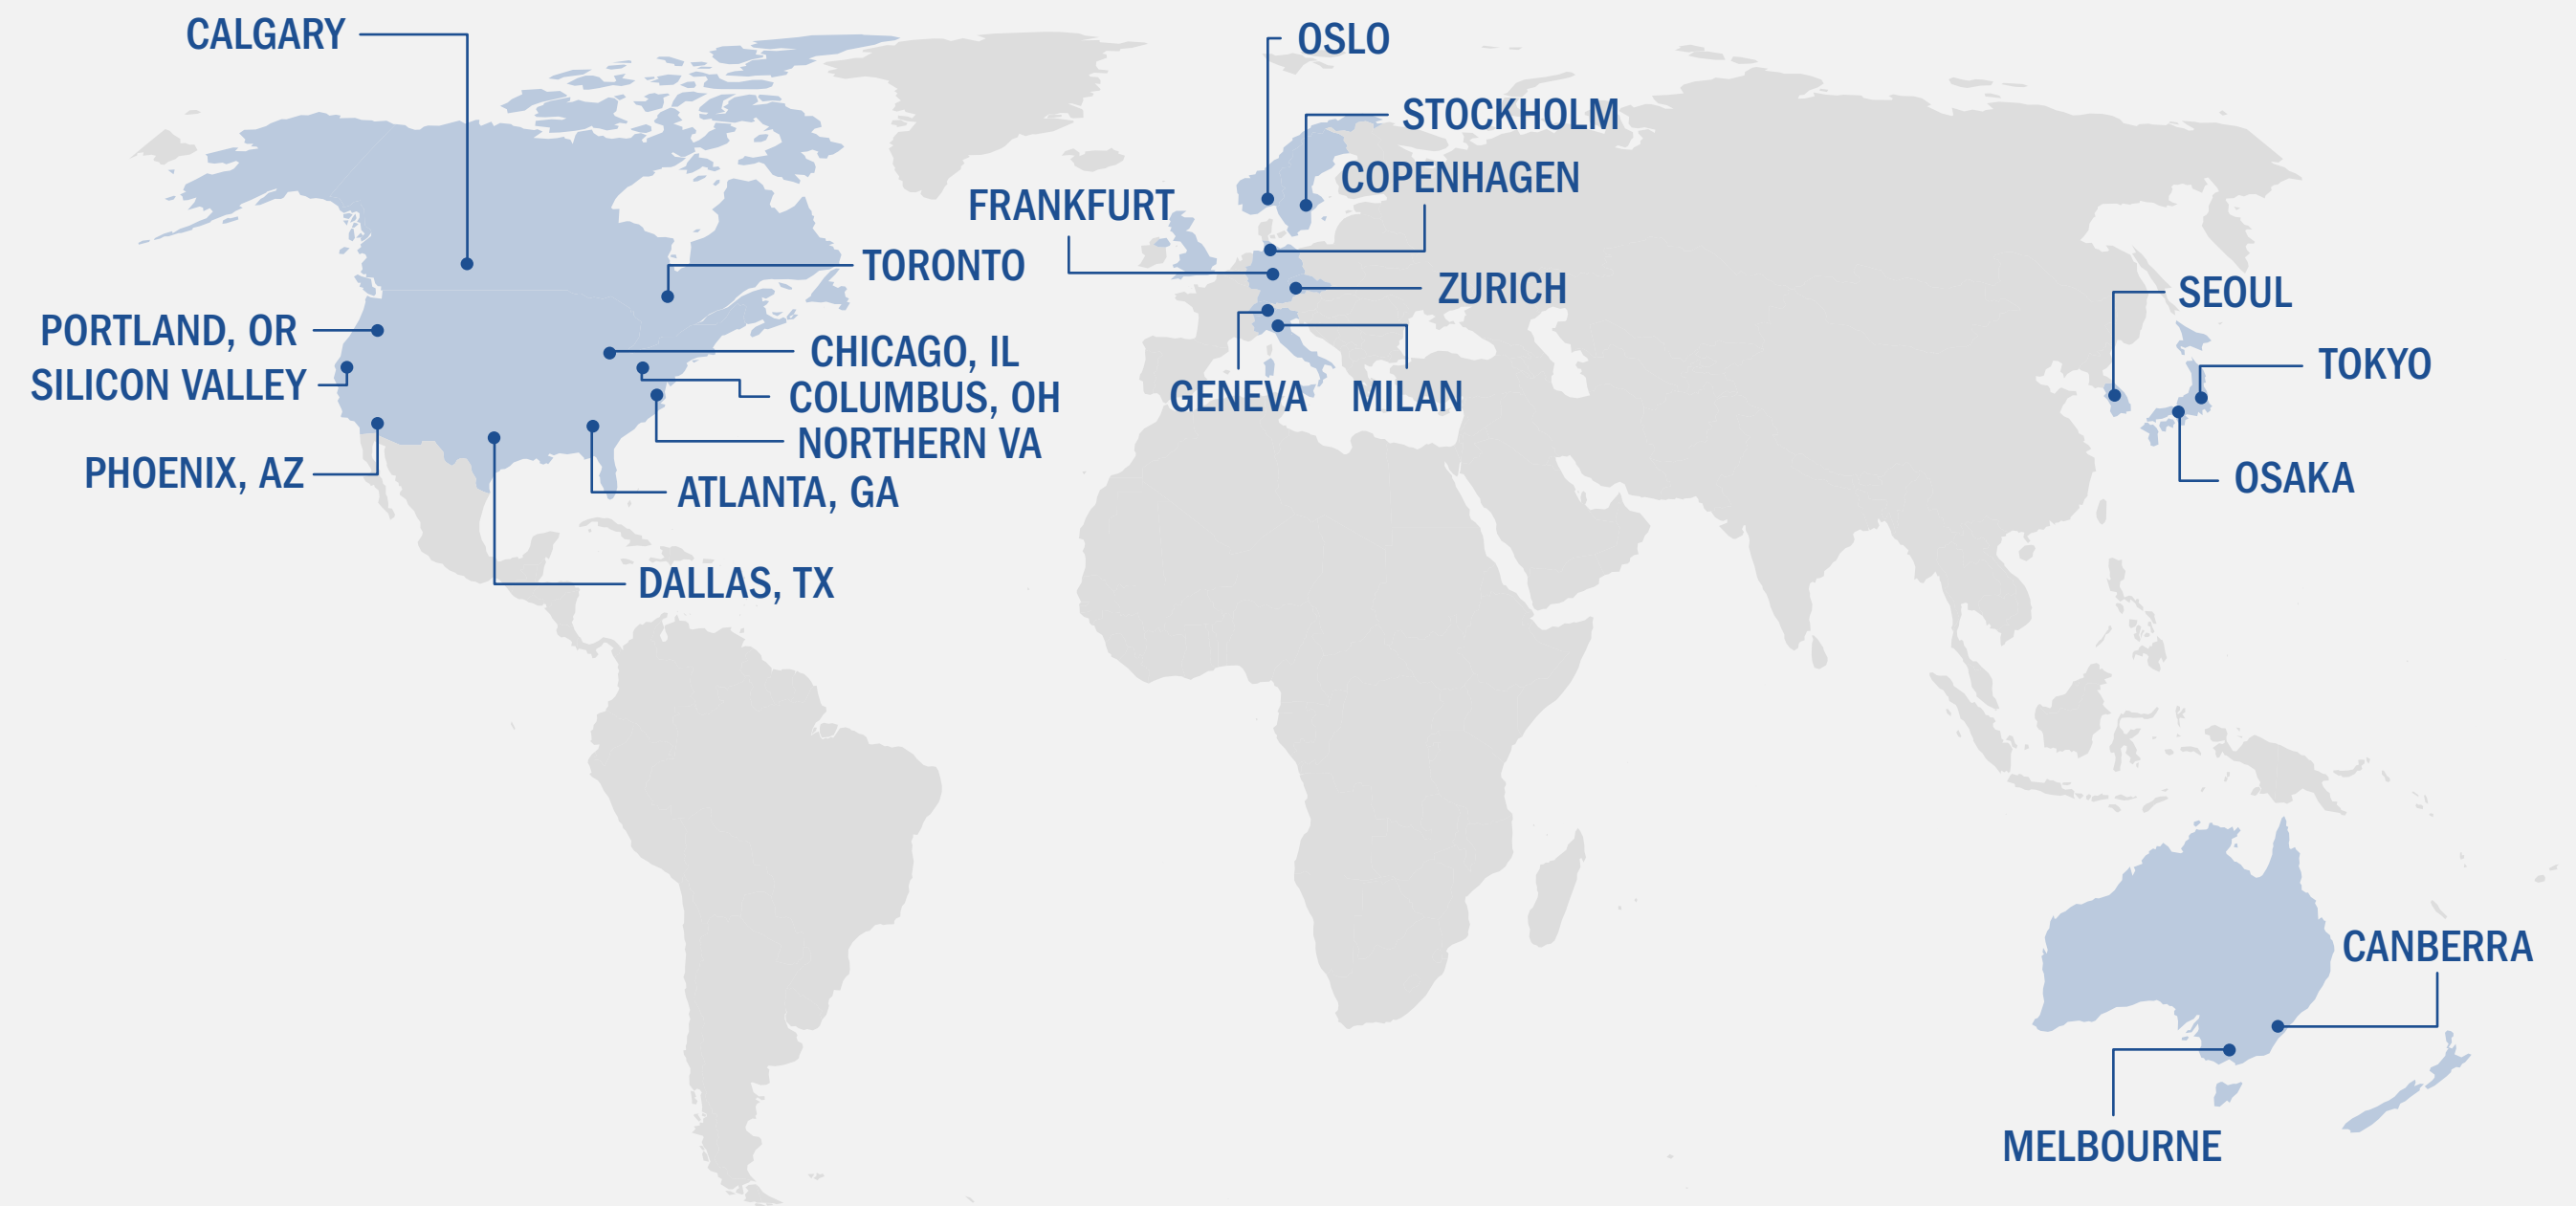 CALGARY
OSLO
STOCKHOLM
COPENHAGEN
FRANKFURT
TORONTO
ZURICH
SEOUL
PORTLAND, OR
CHICAGO, IL
TOKYO
SILICON VALLEY
COLUMBUS, OH
GENEVA
MILAN
NORTHERN VA
PHOENIX, AZ
OSAKA
ATLANTA, GA
DALLAS, TX
CANBERRA
MELBOURNE